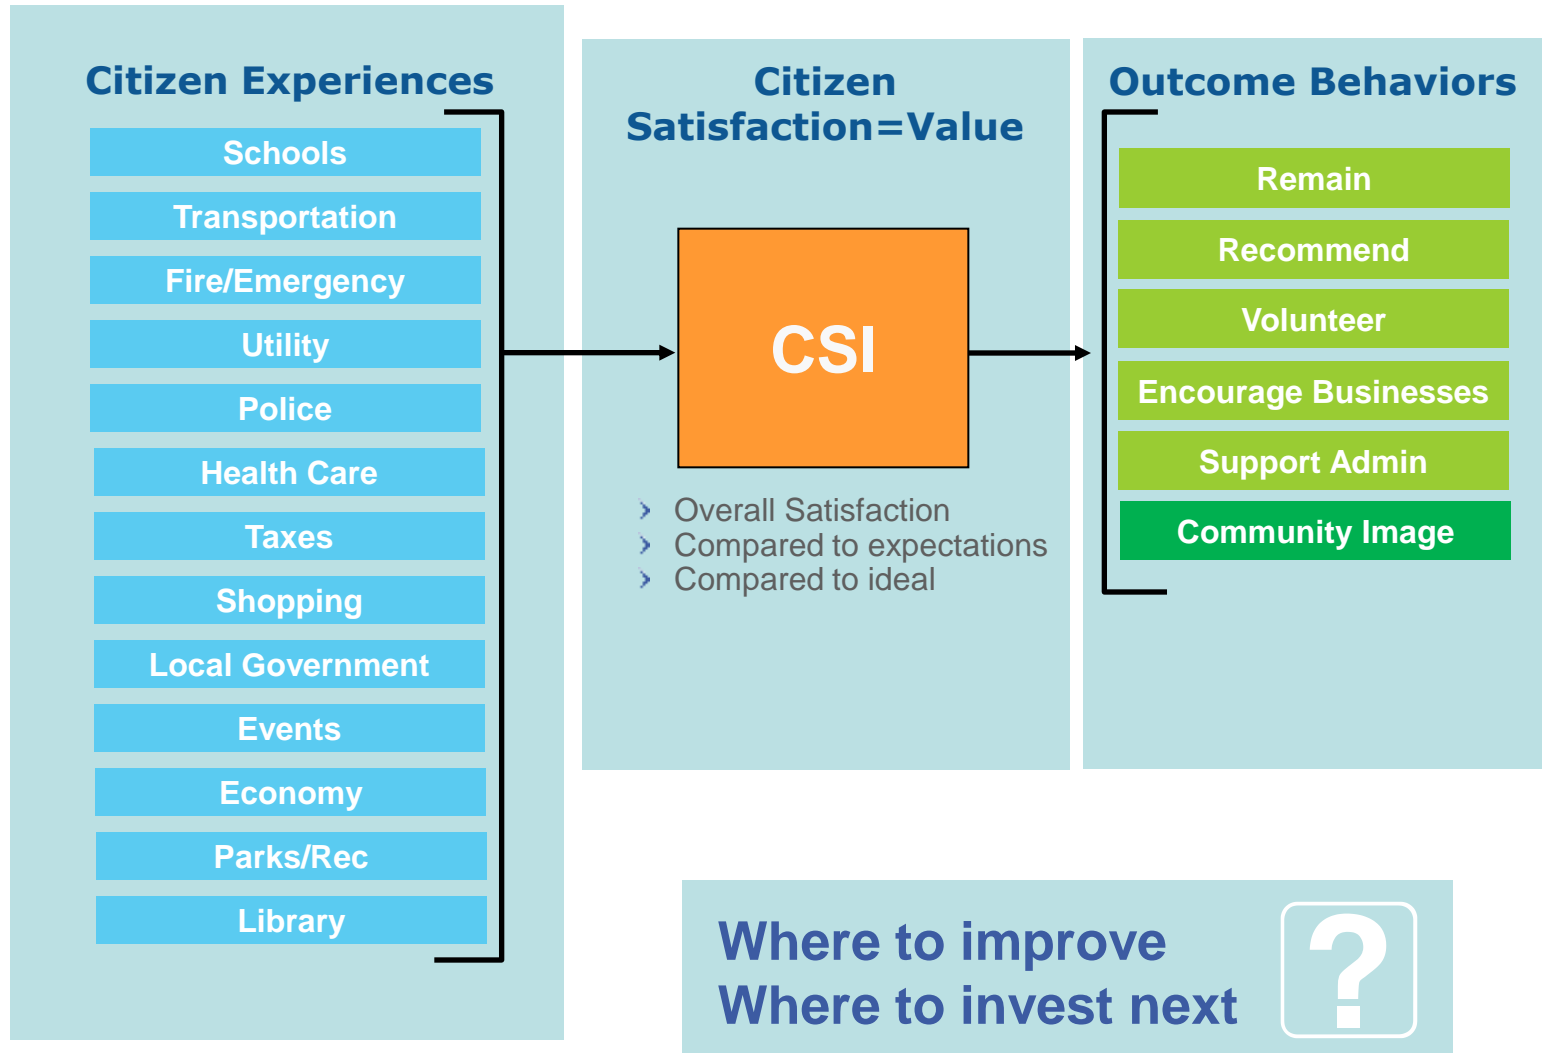 Citizen Experiences
Schools
Transportation
Fire/Emergency
Utility
Police
Health Care
Taxes
Shopping
Local Government
Events
Economy
Parks/Rec
Library
Citizen
Satisfaction=Value
CSI
Overall Satisfaction
Compared to expectations
Compared to ideal
Outcome Behaviors
Remain
Recommend
Volunteer
Encourage Businesses
Support Admin
Community Image
Where to improve
Where to invest next
?